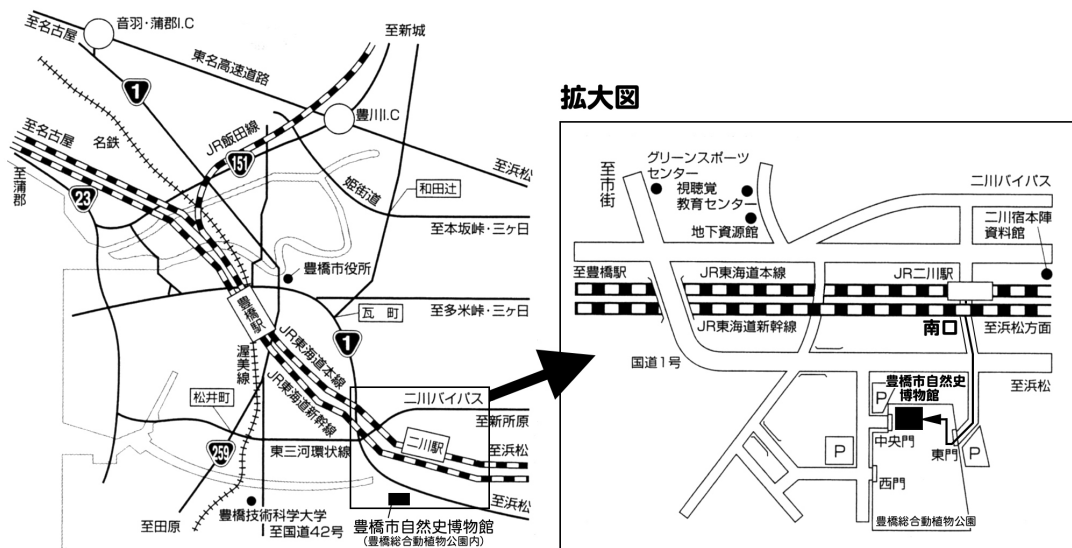 至名古屋
音羽・蒲郡I.C
東名高速道路
至新城
1
名鉄
至名古屋
JR飯田線
豊川I.C
151
至浜松
至蒲郡
23
姫街道
和田辻
至本坂峠・三ヶ日
豊橋市役所
豊橋駅
瓦町
至多米峠・三ヶ日
1
渥美線
JR東海道本線
JR東海道新幹線
松井町
二川バイパス
至新所原
259
東三河環状線
二川駅
至浜松
至浜松
豊橋技術科学大学
至田原
至国道42号
豊橋市自然史博物館
(豊橋総合動植物公園内)
拡大図
至市街
グリーンスポーツ
センター
視聴覚
教育センター
地下資源館
二川バイパス
二川宿本陣
資料館
至豊橋駅
JR東海道本線
JR二川駅
JR東海道新幹線
南口
至浜松方面
国道1号
至浜松
豊橋市自然史
博物館
P
中央門
東門
P
P
西門
豊橋総合動植物公園